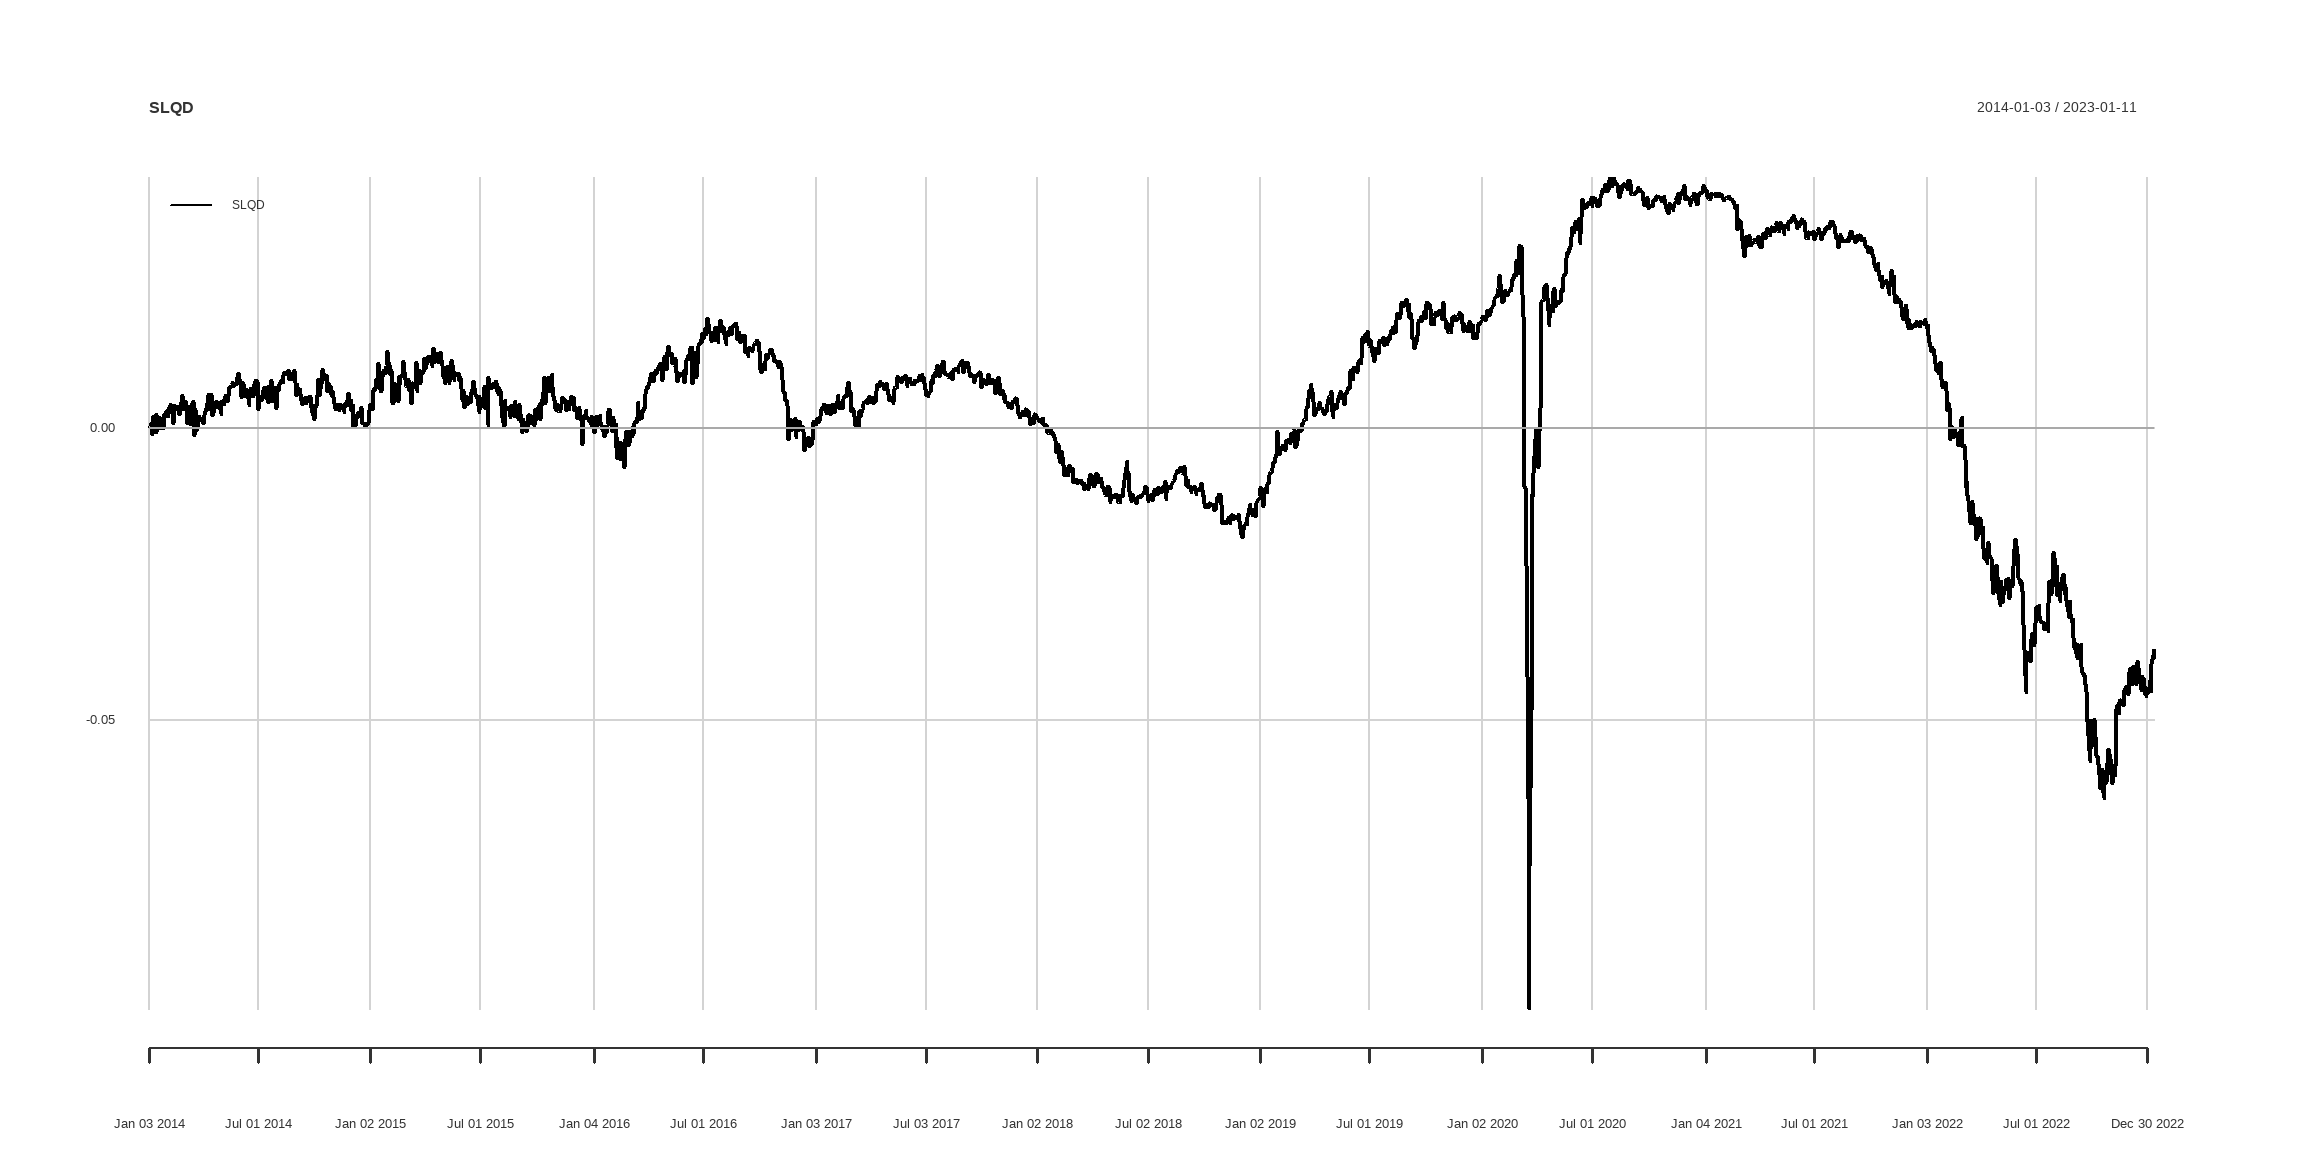 SLQD
2014-01-03 / 2023-01-11
SLQD
0.00
-0.05
Jan 03 2014
Jul 01 2014
Jan 02 2015
Jul 01 2015
Jan 04 2016
Jul 01 2016
Jan 03 2017
Jul 03 2017
Jan 02 2018
Jul 02 2018
Jan 02 2019
Jul 01 2019
Jan 02 2020
Jul 01 2020
Jan 04 2021
Jul 01 2021
Jan 03 2022
Jul 01 2022
Dec 30 2022